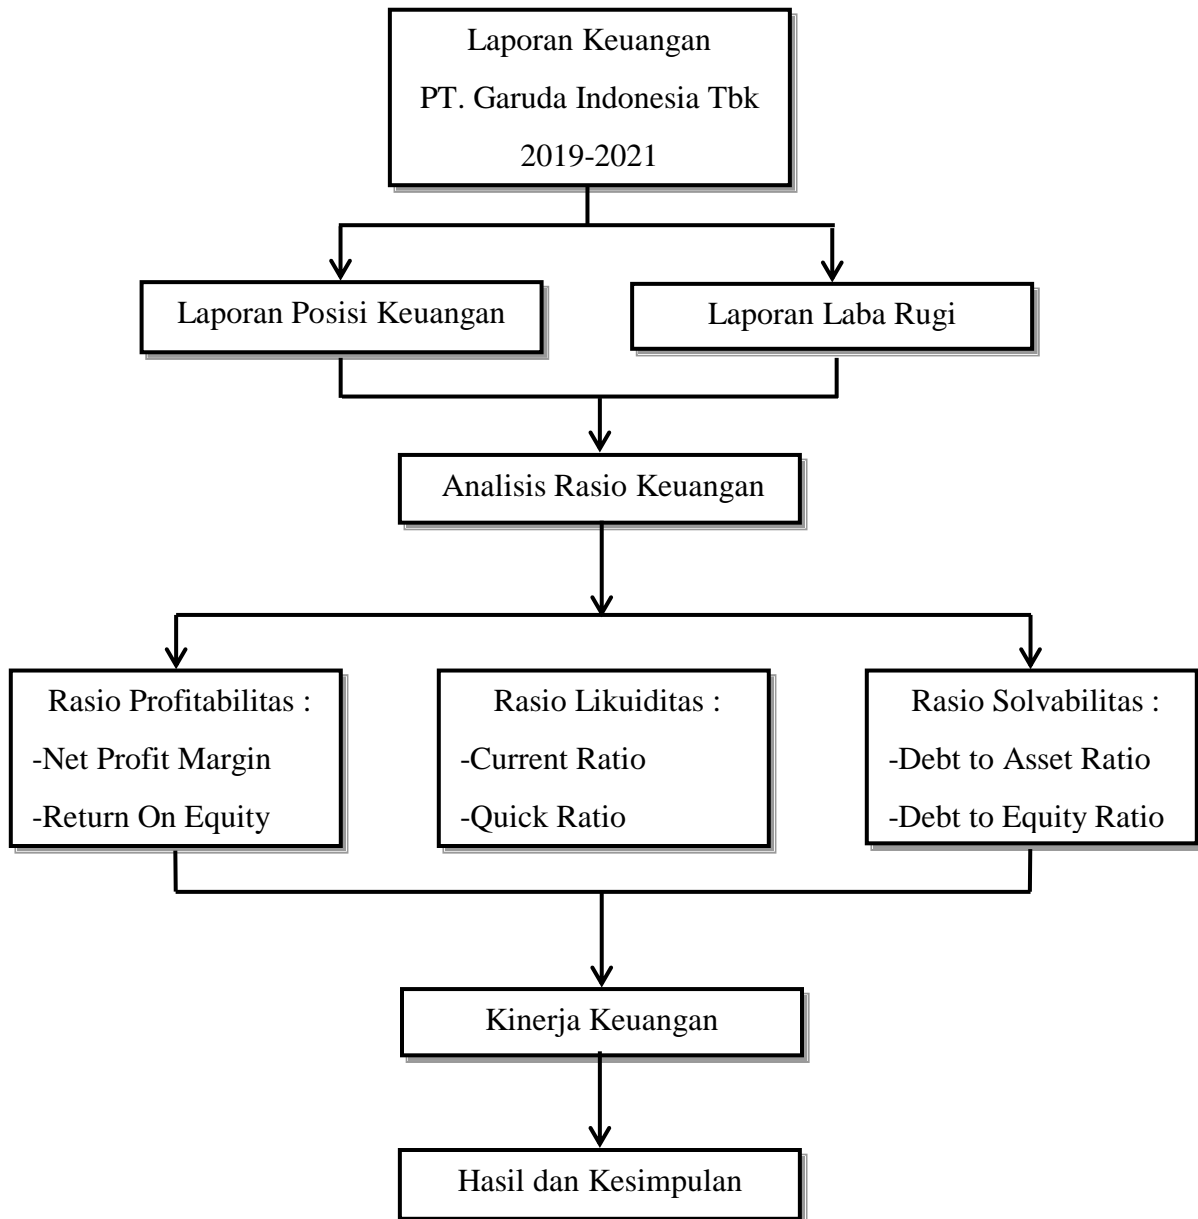 Laporan Keuangan
PT. Garuda Indonesia Tbk
2019-2021
Laporan Posisi Keuangan
Laporan Laba Rugi
Analisis Rasio Keuangan
Rasio Profitabilitas :
-Net Profit Margin
-Return On Equity
Rasio Likuiditas :
-Current Ratio
-Quick Ratio
Rasio Solvabilitas :
-Debt to Asset Ratio
-Debt to Equity Ratio
Kinerja Keuangan
Hasil dan Kesimpulan